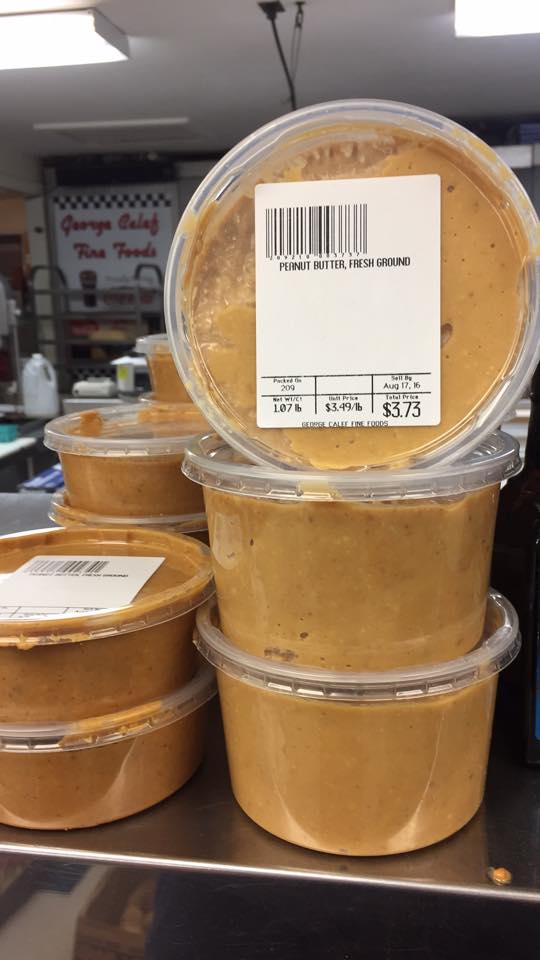 George Calef
Fine Foods
PEANUT BUTTER, FRESH GROUND
Packed On
209
Sell By
Aug 17, 16
Net Wt/Ct
1.07 lb
Unit Price
$3.49/lb
Total Price
$3.73
GEORGE CALEF FINE FOODS
PEANUT BUTTER, FRESH GROUND